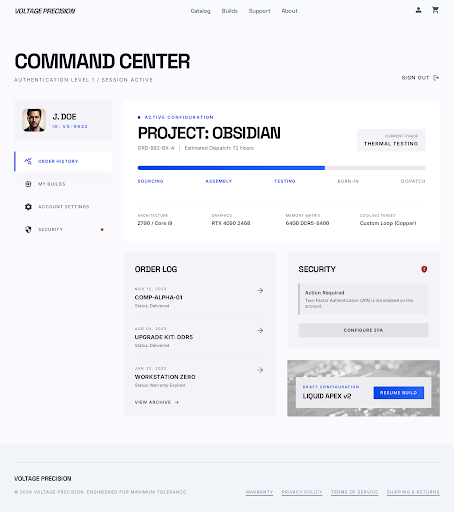 VOLTAGE PRECISION
Catalog Builds Support About
COMMAND CENTER
AUTHENTICATION LEVEL 1 / SESSION ACTIVE
SIGN OUT
J. DOE
ID: VX-9942
ORDER HISTORY
MY BUILDS
ACCOUNT SETTINGS
SECURITY
ACTIVE CONFIGURATION
PROJECT: OBSIDIAN
ORD-992-BX-A | Estimated Dispatch: 72 Hours
CURRENT PHASE
THERMAL TESTING
SOURCING ASSEMBLY TESTING BURN-IN DISPATCH
ARCHITECTURE GRAPHICS MEMORY MATRIX COOLING TARGET
Z790 / Core i9 RTX 4090 24GB 64GB DDR5-6400 Custom Loop (Copper)
ORDER LOG
NOV 12, 2023
COMP-ALPHA-01
Status: Delivered
AUG 04, 2023
UPGRADE KIT: DDR5
Status: Delivered
JAN 22, 2022
WORKSTATION ZERO
Status: Warranty Expired
VIEW ARCHIVE →
SECURITY
Action Required
Two-Factor Authentication (2FA) is not enabled on this
account.
CONFIGURE 2FA
DRAFT CONFIGURATION
LIQUID APEX v2
RESUME BUILD
VOLTAGE PRECISION
© 2024 VOLTAGE PRECISION. ENGINEERED FOR MAXIMUM TOLERANCE.
WARRANTY PRIVACY POLICY TERMS OF SERVICE SHIPPING & RETURNS